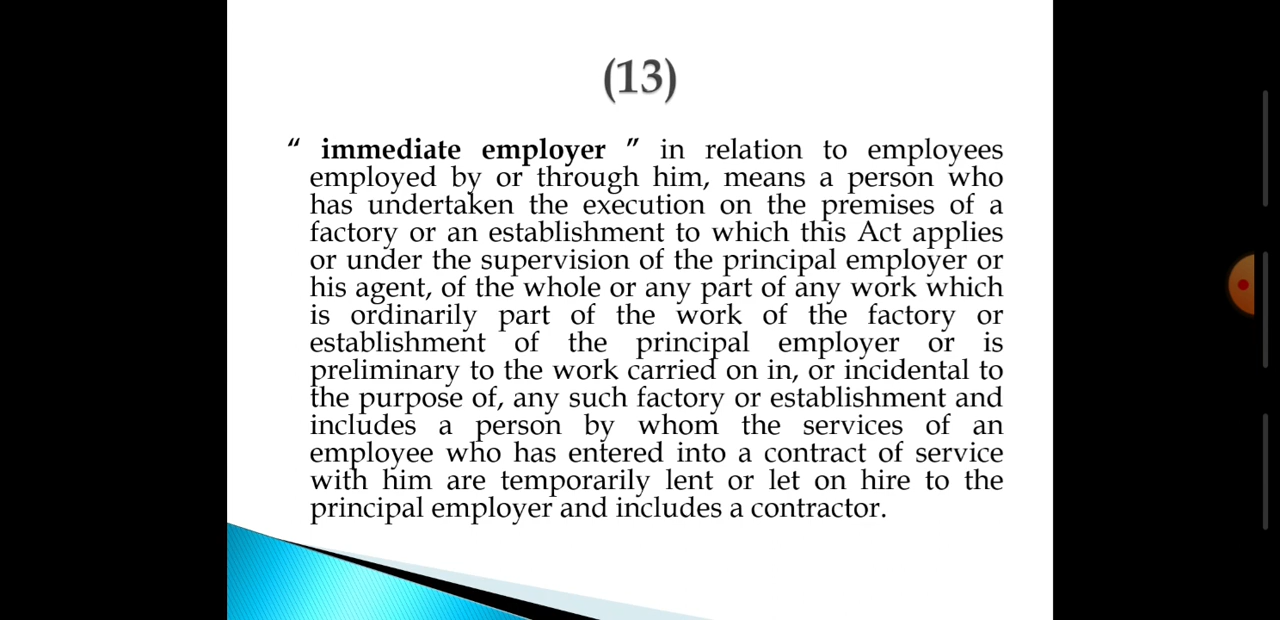 (13)
“ immediate employer ” in relation to employees
employed by or through him, means a person who
has undertaken the execution on the premises of a
factory or an establishment to which this Act applies
or under the supervision of the principal employer or
his agent, of the whole or any part of any work which
is ordinarily part of the work of the factory or
establishment of the principal employer or is
preliminary to the work carried on in, or incidental to
the purpose of, any such factory or establishment and
includes a person by whom the services of an
employee who has entered into a contract of service
with him are temporarily lent or let on hire to the
principal employer and includes a contractor.